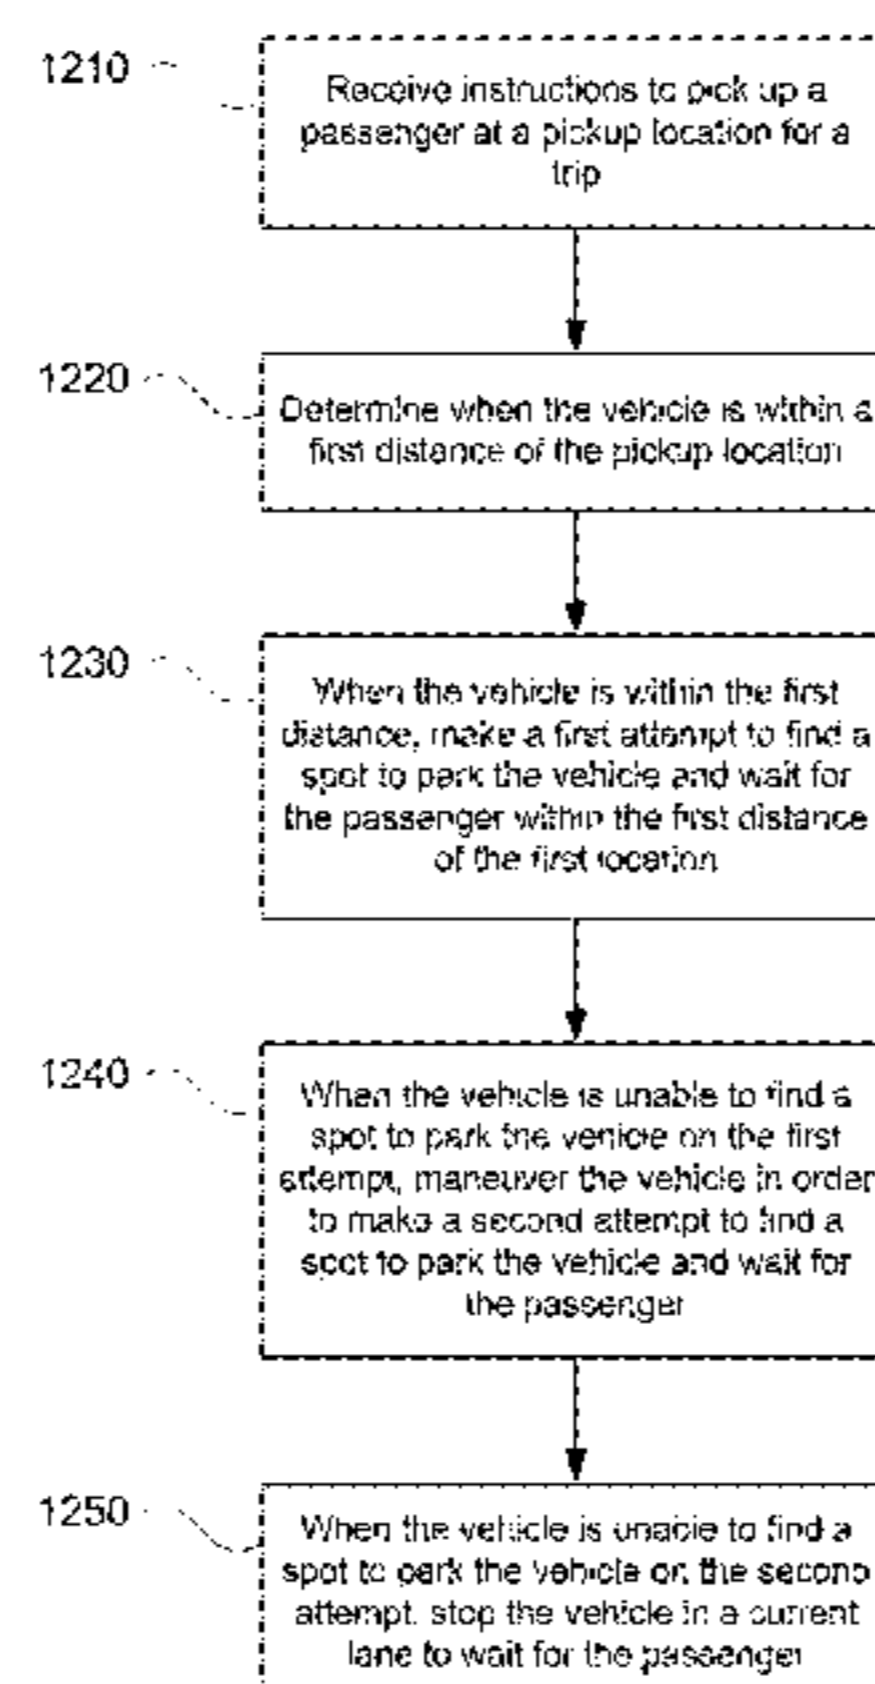 1210
Receive instructions to pick up a
passenger at a pickup location for a
trip
1220
Determine when the vehicle is within a
first distance of the pickup location
1230
When the vehicle is within the first
distance, make a first attempt to find a
spot to park the vehicle and wait for
the passenger within the first distance
of the first location
1240
When the vehicle is unable to find a
spot to park the vehicle on the first
attempt, maneuver the vehicle in order
to make a second attempt to find a
spot to park the vehicle and wait for
the passenger
1250
When the vehicle is unable to find a
spot to park the vehicle on the second
attempt, stop the vehicle in a current
lane to wait for the passenger